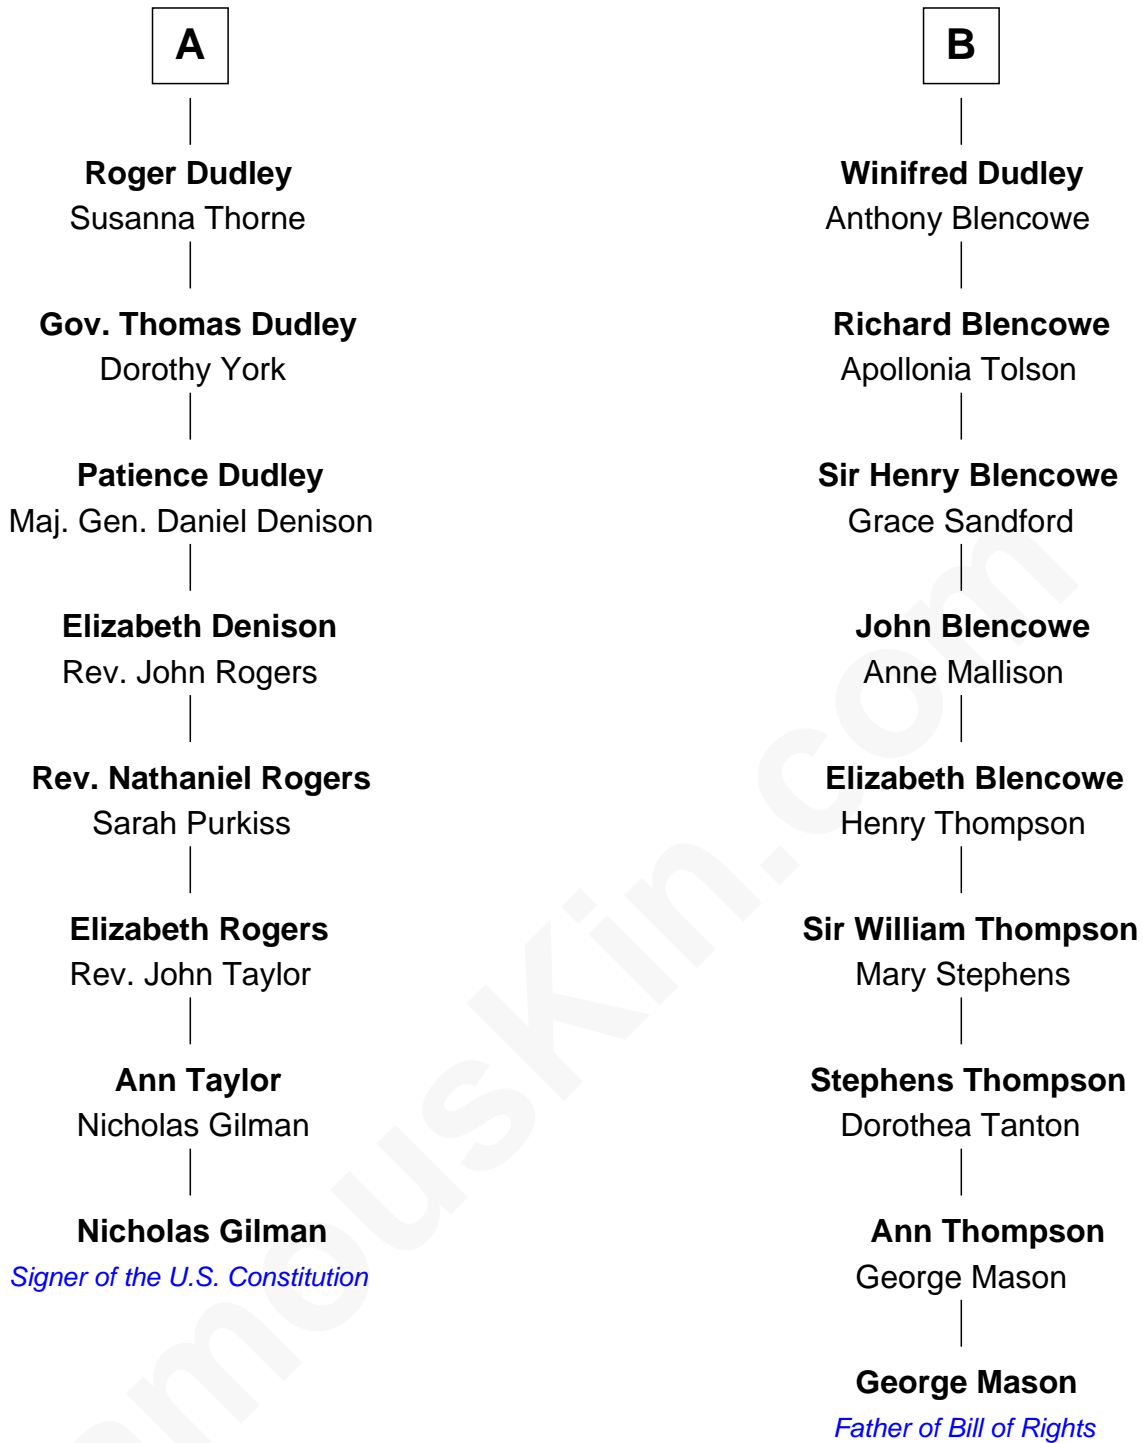 A
Roger Dudley
Susanna Thorne
Gov. Thomas Dudley
Dorothy York
Patience Dudley
Maj. Gen. Daniel Denison
Elizabeth Denison
Rev. John Rogers
Rev. Nathaniel Rogers
Sarah Purkiss
Elizabeth Rogers
Rev. John Taylor
Ann Taylor
Nicholas Gilman
Nicholas Gilman
Signer of the U.S. Constitution
B
Winifred Dudley
Anthony Blencowe
Richard Blencowe
Apollonia Tolson
Sir Henry Blencowe
Grace Sandford
John Blencowe
Anne Mallison
Elizabeth Blencowe
Henry Thompson
Sir William Thompson
Mary Stephens
Stephens Thompson
Dorothea Tanton
Ann Thompson
George Mason
George Mason
Father of Bill of Rights
amouskin.com